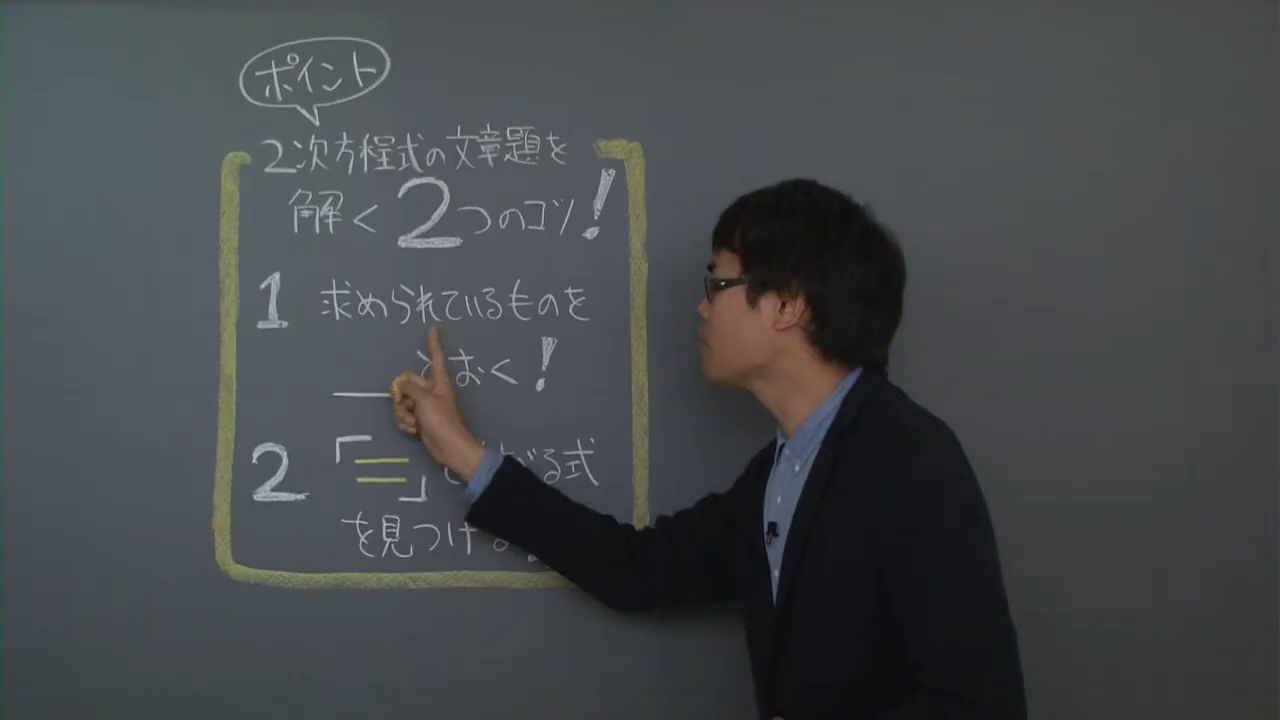 ポイント
2次方程式の文章題を
解く2つのコツ!
1 求められているものを
とおく!
2 「=」 る式
を見つけ